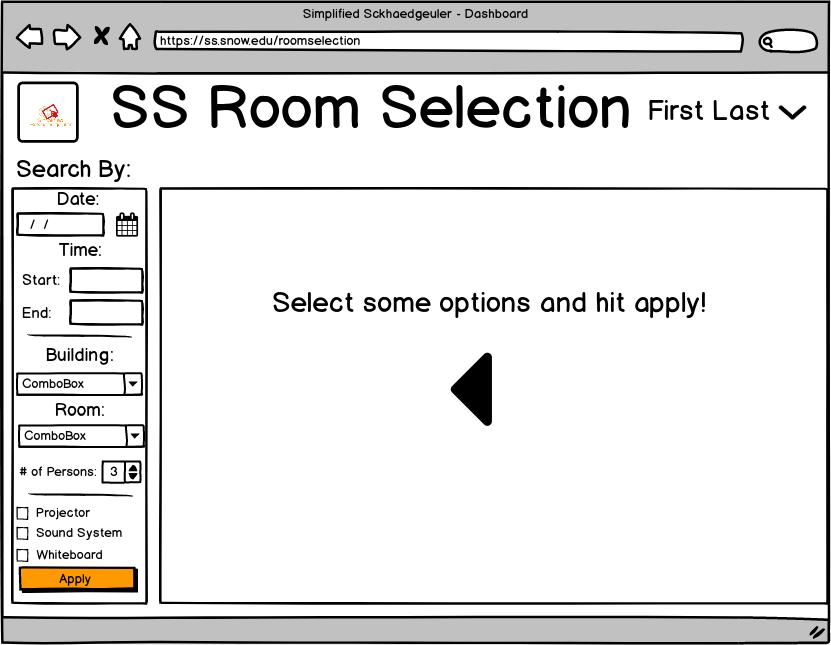 Simplified Sckhaedgeuler - Dashboard
https://ss.snow.edu/roomselection
SS Room Selection
First Last
Search By:
Date:
/ /
Time:
Start:
End:
Building:
ComboBox
Room:
ComboBox
# of Persons: 3
Projector
Sound System
Whiteboard
Apply
Select some options and hit apply!